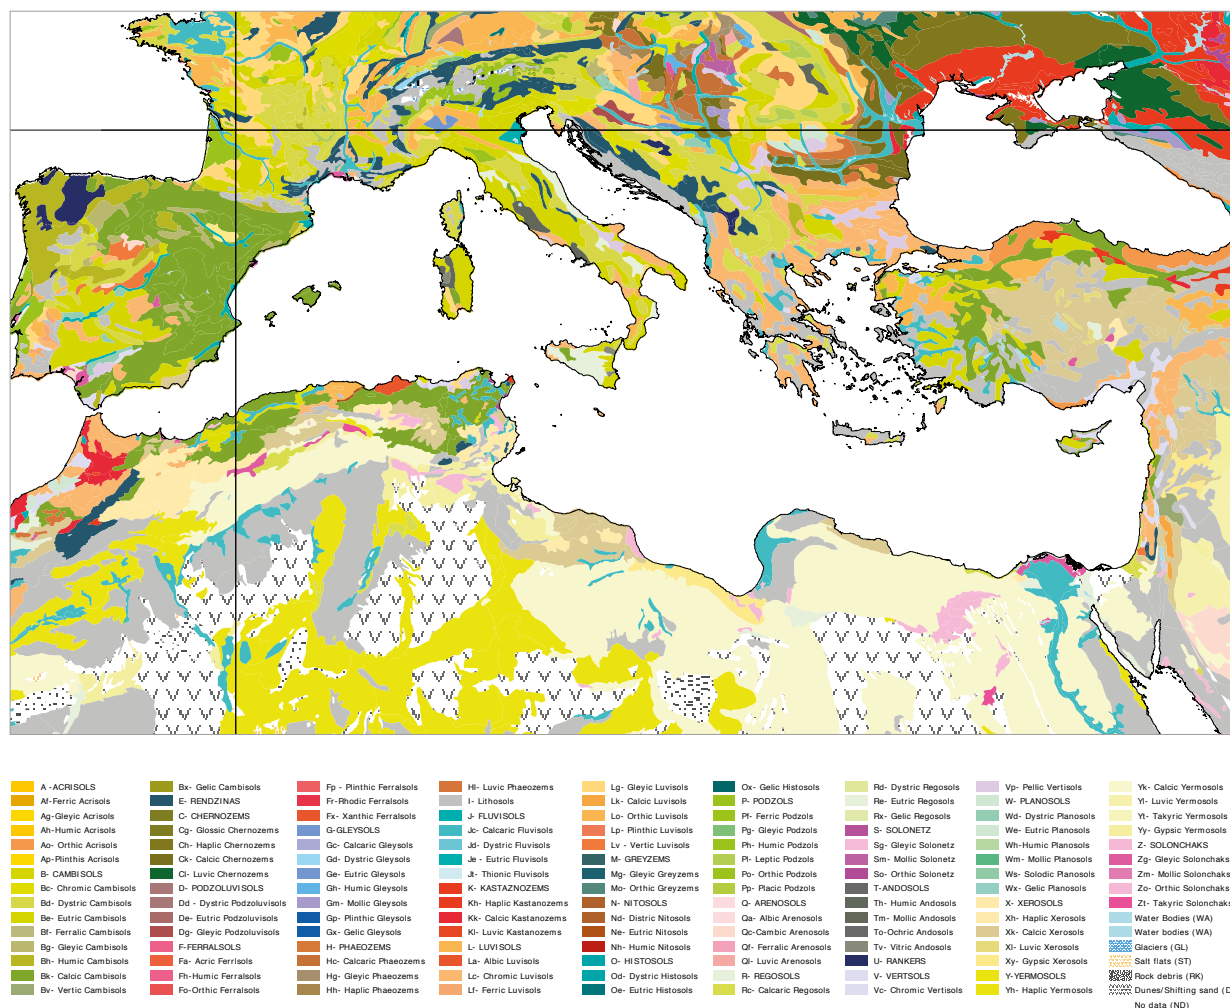 A -ACRISOLS
Af-Ferric Acrisols
Ag-Gleyic Acrisols
Ah-Humic Acrisols
Ao- Orthic Acrisols
Ap-Plinthis Acrisols
B- CAMBISOLS
Bc- Chromic Cambisols
Bd- Dystric Cambisols
Be- Eutric Cambisols
Bf- Ferralic Cambisols
Bg- Gleyic Cambisols
Bh- Humic Cambisols
Bk- Calcic Cambisols
Bv- Vertic Cambisols
Bx- Gelic Cambisols
E- RENDZINAS
C- CHERNOZEMS
Cg- Glossic Chernozems
Ch- Haplic Chernozems
Ck- Calcic Chernozems
Cl- Luvic Chernozems
D- PODZOLUVISOLS
Dd - Dystric Podzoluvisols
De- Eutric Podzoluvisols
Dg- Gleyic Podzoluvisols
F-FERRALSOLS
Fa- Acric Ferrlsols
Fh-Humic Ferralsols
Fo-Orthic Ferralsols
Fp - Plinthic Ferralsols
Fr-Rhodic Ferralsols
Fx- Xanthic Ferralsols
G-GLEYSOLS
Gc- Calcaric Gleysols
Gd- Dystric Gleysols
Ge- Eutric Gleysols
Gh- Humic Gleysols
Gm- Mollic Gleysols
Gp- Plinthic Gleysols
Gx- Gelic Gleysols
H- PHAEOZEMS
Hc- Calcaric Phaeozems
Hg- Gleyic Phaeozems
Hh- Haplic Phaeozems
Hl- Luvic Phaeozems
I- Lithosols
J- FLUVISOLS
Jc- Calcaric Fluvisols
Jd- Dystric Fluvisols
Je - Eutric Fluvisols
Jt- Thionic Fluvisols
K- KASTAZNOZEMS
Kh- Haplic Kastanozems
Kk- Calcic Kastanozems
Kl- Luvic Kastanozems
L- LUVISOLS
La- Albic Luvisols
Lc- Chromic Luvisols
Lf- Ferric Luvisols
Lg- Gleyic Luvisols
Lk- Calcic Luvisols
Lo- Orthic Luvisols
Lp- Plinthic Luvisols
Lv - Vertic Luvisols
M- GREYZEMS
Mg- Gleyic Greyzems
Mo- Orthic Greyzems
N- NITOSOLS
Nd- Distric Nitosols
Ne- Eutric Nitosols
Nh- Humic Nitosols
O- HISTOSOLS
Od- Dystric Histosols
Oe- Eutric Histosols
Ox- Gelic Histosols
P- PODZOLS
Pf- Ferric Podzols
Pg- Gleyic Podzols
Ph- Humic Podzols
Pl- Leptic Podzols
Po- Orthic Podzols
Pp- Placic Podzols
Q- ARENOSOLS
Qa- Albic Arenosols
Qc-Cambic Arenosols
Qf- Ferralic Arenosols
Ql- Luvic Arenosols
R- REGOSOLS
Rc- Calcaric Regosols
Rd- Dystric Regosols
Re- Eutric Regosols
Rx- Gelic Regosols
S- SOLONETZ
Sg- Gleyic Solonetz
Sm- Mollic Solonetz
So- Orthic Solonetz
T-ANDOSOLS
Th- Humic Andosols
Tm- Mollic Andosols
To-Ochric Andosols
Tv- Vitric Andosols
U- RANKERS
V- VERTSOLS
Vc- Chromic Vertisols
Vp- Pellic Vertisols
W- PLANOSOLS
Wd- Dystric Planosols
We- Eutric Planosols
Wh-Humic Planosols
Wm- Mollic Planosols
Ws- Solodic Planosols
Wx- Gelic Planosols
X- XEROSOLS
Xh- Haplic Xerosols
Xk- Calcic Xerosols
Xl- Luvic Xerosols
Xy- Gypsic Xerosols
Y-YERMOSOLS
Yh- Haplic Yermosols
Yk- Calcic Yermosols
Yl- Luvic Yermosols
Yt- Takyric Yermosols
Yy- Gypsic Yermosols
Z- SOLONCHAKS
Zg- Gleyic Solonchaks
Zm- Mollic Solonchaks
Zo- Orthic Solonchaks
Zt- Takyric Solonchaks
Water Bodies (WA)
Water bodies (WA)
Glaciers (GL)
Salt flats (ST)
Rock debris (RK)
Dunes/Shifting sand (D
No data (ND)